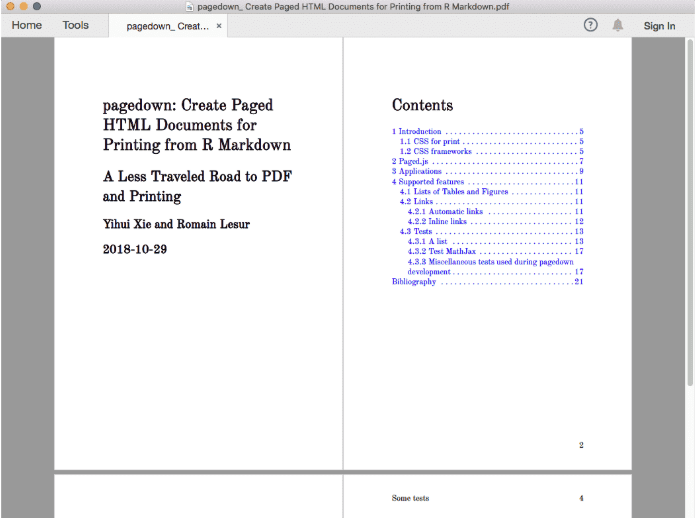 pagedown_ Create Paged HTML Documents for Printing from R Markdown.pdf
Home Tools pagedown_ Creat... × ? Sign In
pagedown: Create Paged
HTML Documents for
Printing from R Markdown
A Less Traveled Road to PDF
and Printing
Yihui Xie and Romain Lesur
2018-10-29
Contents
1 Introduction . . . . . . . . . . . . . . . . . . . . . . . . . . . . . 5
1.1 CSS for print . . . . . . . . . . . . . . . . . . . . . . . . . 5
1.2 CSS frameworks . . . . . . . . . . . . . . . . . . . . . . . 5
2 Paged.js . . . . . . . . . . . . . . . . . . . . . . . . . . . . . . . 7
3 Applications . . . . . . . . . . . . . . . . . . . . . . . . . . . . . 9
4 Supported features . . . . . . . . . . . . . . . . . . . . . . . . 11
4.1 Lists of Tables and Figures . . . . . . . . . . . . . . . 11
4.2 Links . . . . . . . . . . . . . . . . . . . . . . . . . . . . . . . 11
4.2.1 Automatic links . . . . . . . . . . . . . . . . . . . 11
4.2.2 Inline links . . . . . . . . . . . . . . . . . . . . . . . 12
4.3 Tests . . . . . . . . . . . . . . . . . . . . . . . . . . . . . . . 13
4.3.1 A list . . . . . . . . . . . . . . . . . . . . . . . . . . . 13
4.3.2 Test MathJax . . . . . . . . . . . . . . . . . . . . . 17
4.3.3 Miscellaneous tests used during pagedown
development . . . . . . . . . . . . . . . . . . . . . . . . . . 17
Bibliography . . . . . . . . . . . . . . . . . . . . . . . . . . . . . 21
2
Some tests 4